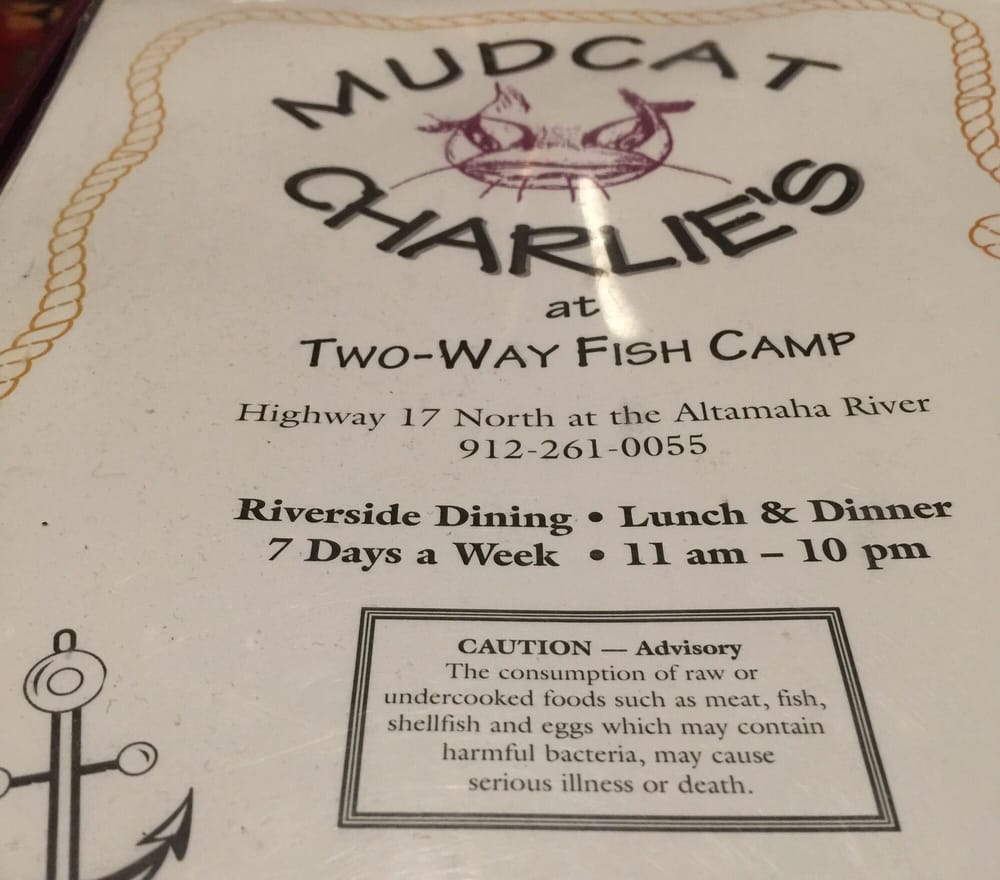 MUDCAT
CHARLIE'S
at
TWO-WAY FISH CAMP
Highway 17 North at the Altamaha River
912-261-0055
Riverside Dining • Lunch & Dinner
7 Days a Week • 11 am – 10 pm
CAUTION — Advisory
The consumption of raw or
undercooked foods such as meat, fish,
shellfish and eggs which may contain
harmful bacteria, may cause
serious illness or death.